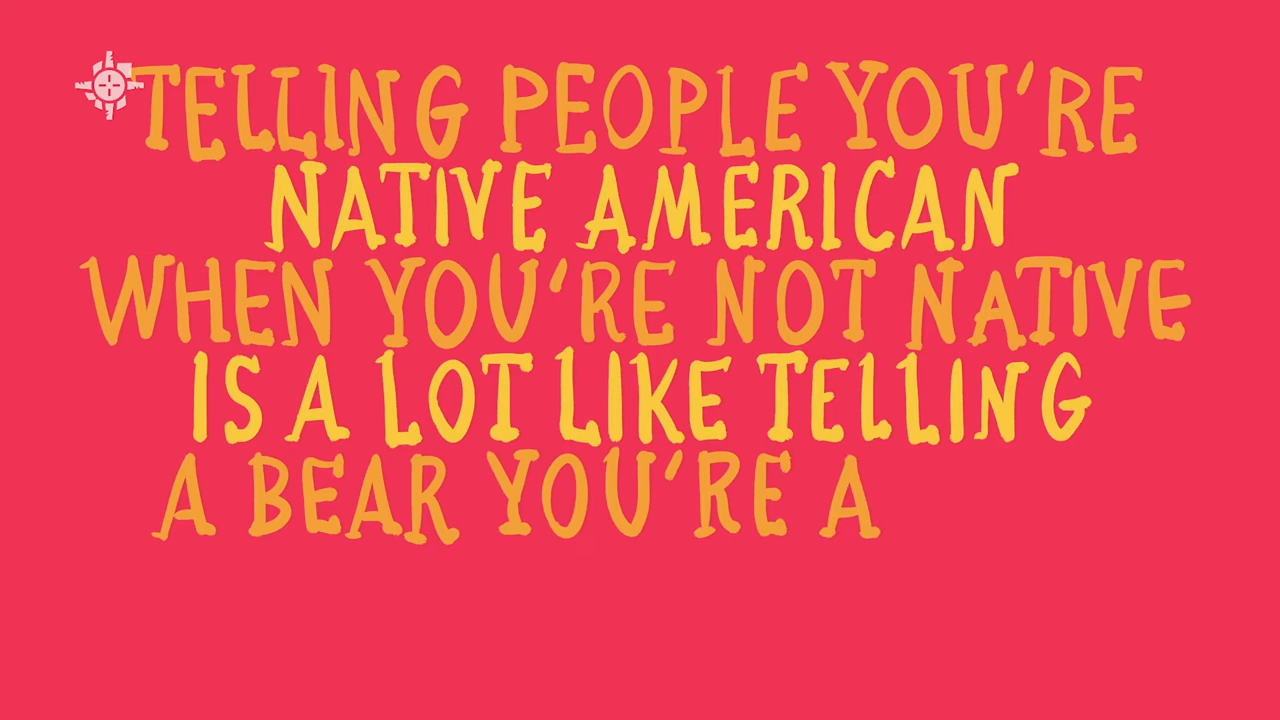 TELLING PEOPLE YOU'RE
NATIVE AMERICAN
WHEN YOU'RE NOT NATIVE
IS A LOT LIKE TELLING
A BEAR YOU'RE A